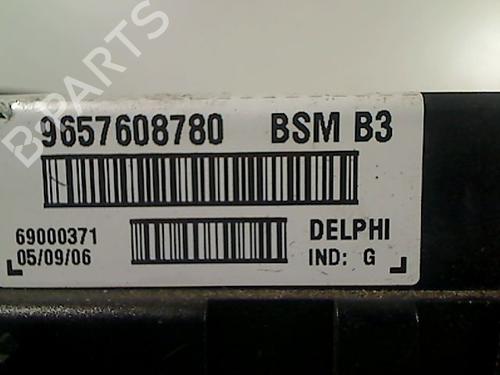 B-PARTS
9657608780 BSM B3
69000371 DELPHI
05/09/06 IND: G